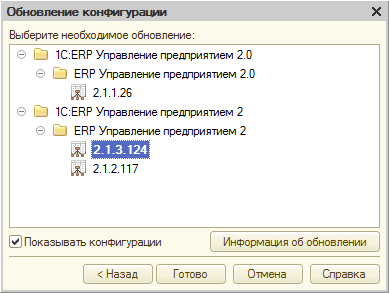 Обновление конфигурации
Выберите необходимое обновление:
1С:ERP Управление предприятием 2.0
ERP Управление предприятием 2.0
2.1.1.26
1С:ERP Управление предприятием 2
ERP Управление предприятием 2
2.1.3.124
2.1.2.117
Показывать конфигурации
Информация об обновлении
< Назад
Готово
Отмена
Справка